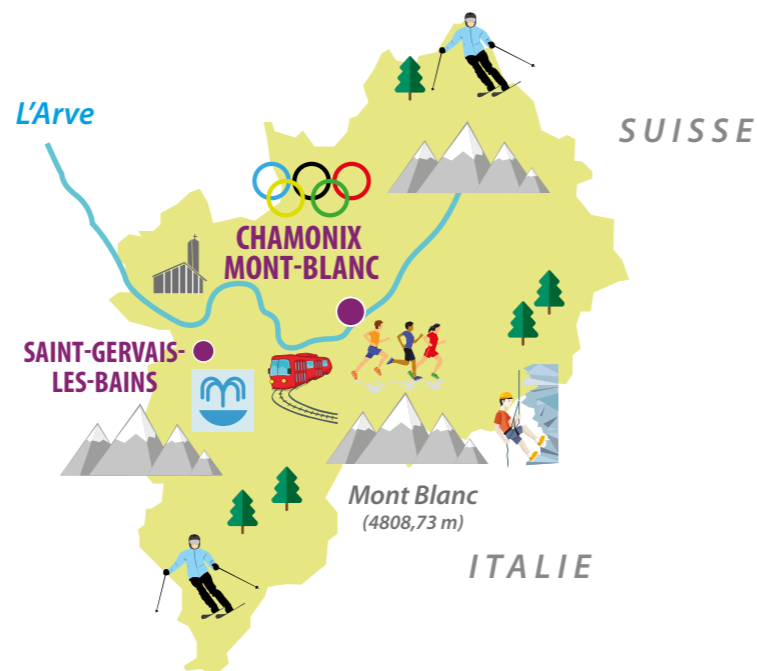 L'Arve
SUISSE
CHAMONIX
MONT-BLANC
SAINT-GERVAIS-
LES-BAINS
Mont Blanc
(4808,73 m)
ITALIE